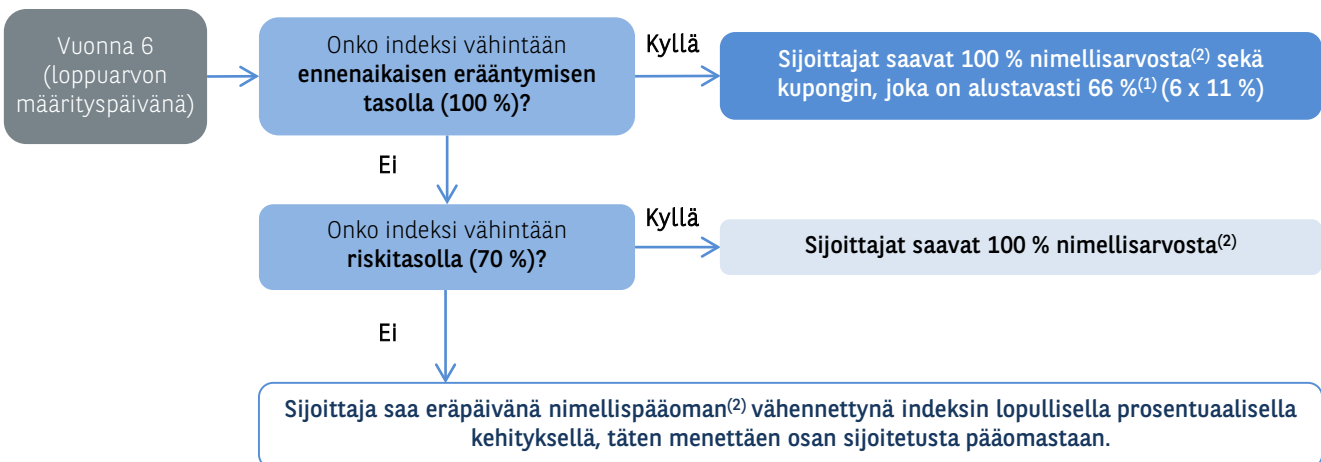 Vuonna 6
(loppuarvon
määrityspäivänä)
Onko indeksi vähintään
ennenaikaisen erääntymisen
tasolla (100 %)?
Kyllä
Sijoittajat saavat 100 % nimellisarvosta(2) sekä
kupongin, joka on alustavasti 66 %(1) (6 x 11 %)
Ei
Onko indeksi vähintään
riskitasolla (70 %)?
Kyllä
Sijoittajat saavat 100 % nimellisarvosta(2)
Ei
Sijoittaja saa eräpäivänä nimellispääoman(2) vähennettynä indeksin lopullisella prosentuaalisella
kehityksellä, täten menettäen osan sijoitetusta pääomastaan.